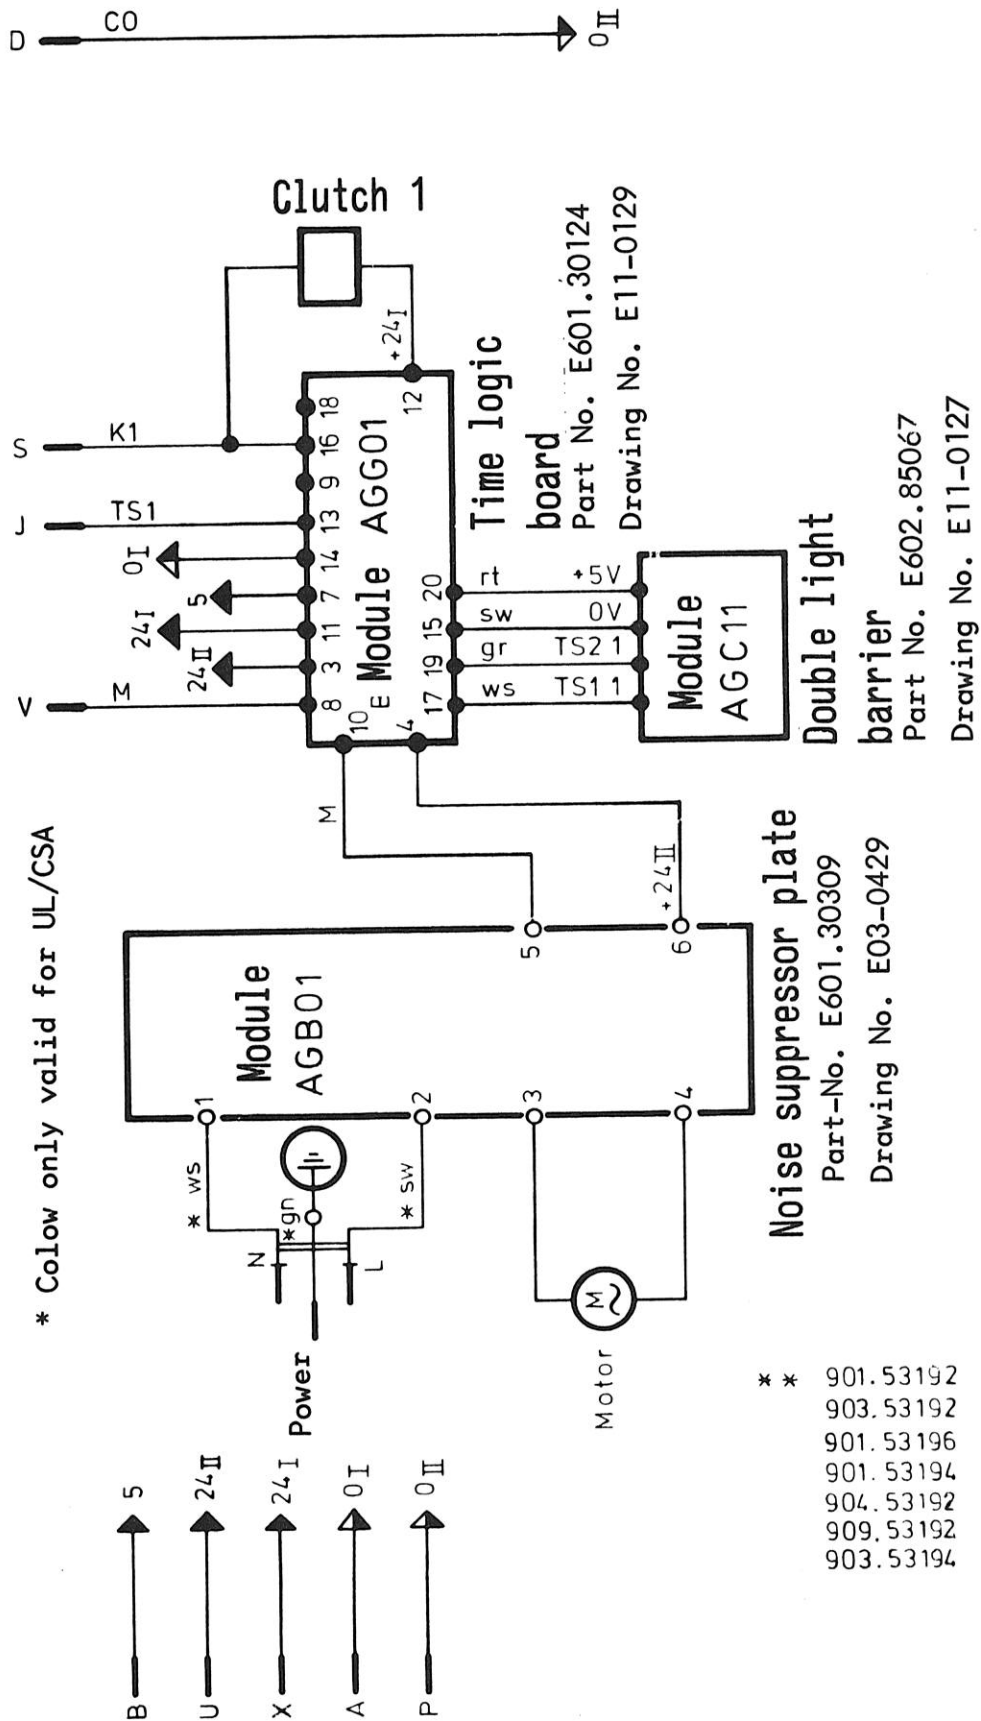 D
CO
0II
Clutch 1
S
K1
J
TS1
0I
5
24I
24II
V
M
+24I
18
16
9
13
14
7
11
3
8
12
10
E
4
Module AGG01
20
15
19
17
Time logic
board
Part No. E601.30124
Drawing No. E11-0129
rt +5V
sw 0V
gr TS2 1
ws TS1 1
Module
AGC11
Double light
barrier
Part No. E602.85067
Drawing No. E11-0127
* Colow only valid for UL/CSA
M
+24II
5
6
Module
AGB01
1
2
3
4
* ws
*gn
* sw
N
L
Power
Noise suppressor plate
Part-No. E601.30309
Drawing No. E03-0429
M
Motor
B 5
U 24II
X 24I
A 0I
P 0II
* * 901.53192
903.53192
901.53196
901.53194
904.53192
909.53192
903.53194